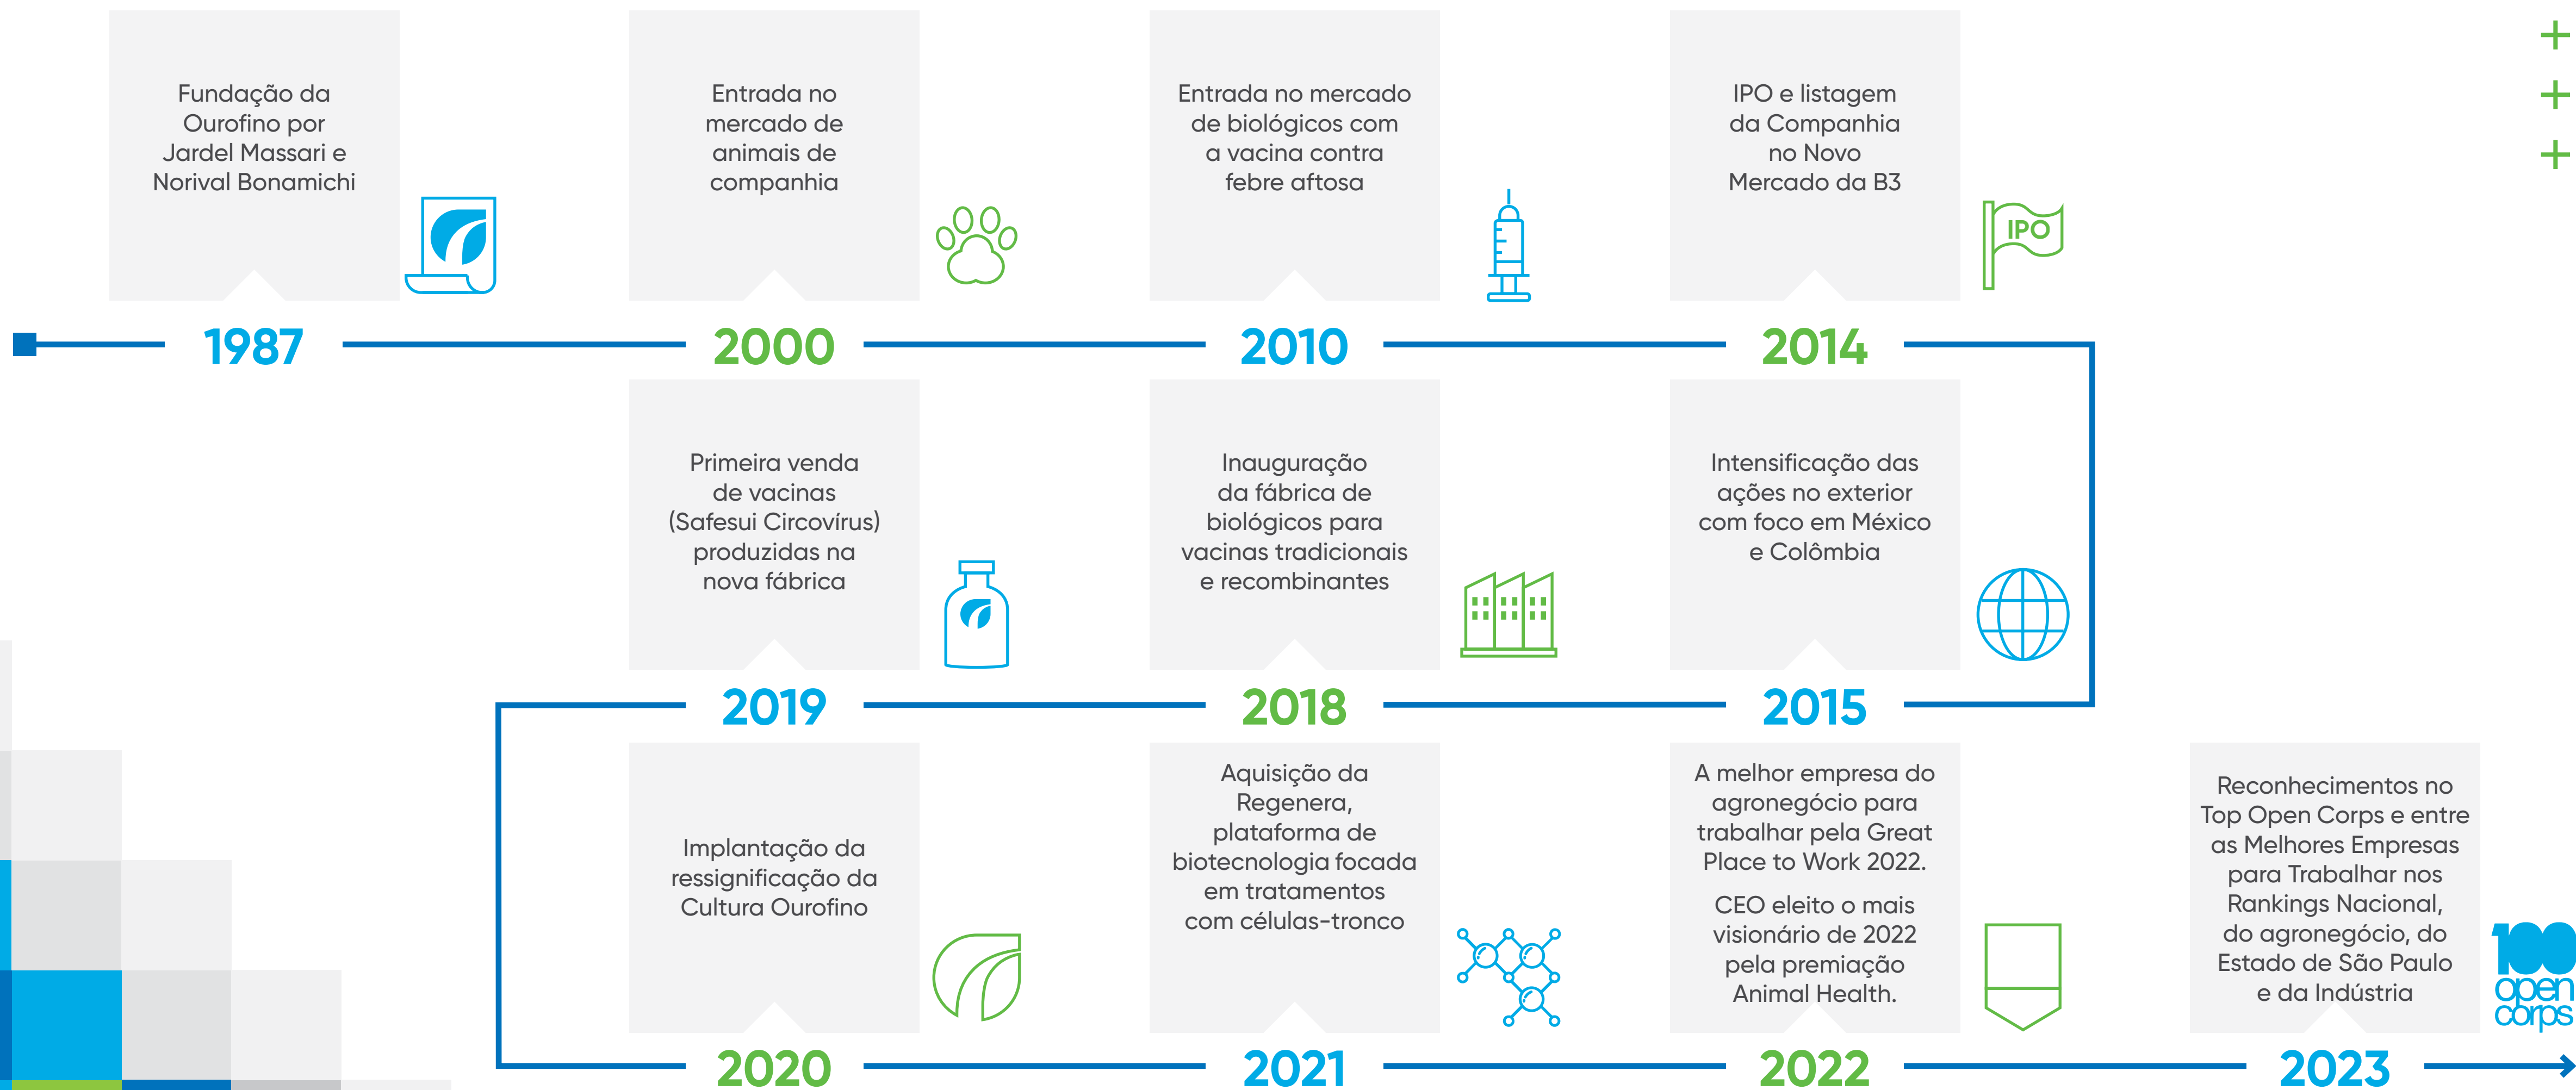 Fundação da
Ourofino por
Jardel Massari e
Norival Bonamichi
1987
Entrada no
mercado de
animais de
companhia
2000
Entrada no mercado
de biológicos com
a vacina contra
febre aftosa
2010
IPO e listagem
da Companhia
no Novo
Mercado da B3
IPO
2014
Intensificação das
ações no exterior
com foco em México
e Colômbia
2015
Inauguração
da fábrica de
biológicos para
vacinas tradicionais
e recombinantes
2018
Primeira venda
de vacinas
(Safesui Circovírus)
produzidas na
nova fábrica
2019
Implantação da
ressignificação da
Cultura Ourofino
2020
Aquisição da
Regenera,
plataforma de
biotecnologia focada
em tratamentos
com células-tronco
2021
A melhor empresa do
agronegócio para
trabalhar pela Great
Place to Work 2022.
CEO eleito o mais
visionário de 2022
pela premiação
Animal Health.
2022
Reconhecimentos no
Top Open Corps e entre
as Melhores Empresas
para Trabalhar nos
Rankings Nacional,
do agronegócio, do
Estado de São Paulo
e da Indústria
100
open
corps
2023